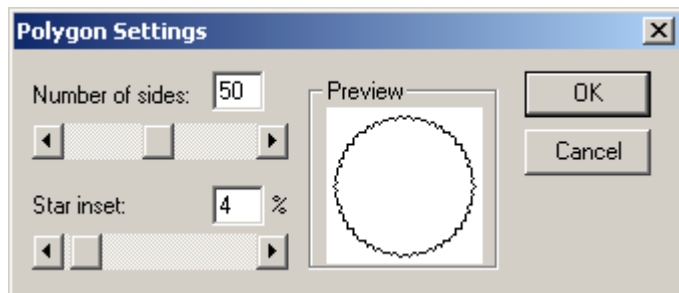 Polygon Settings
Number of sides: 50
Star inset: 4 %
Preview
OK
Cancel